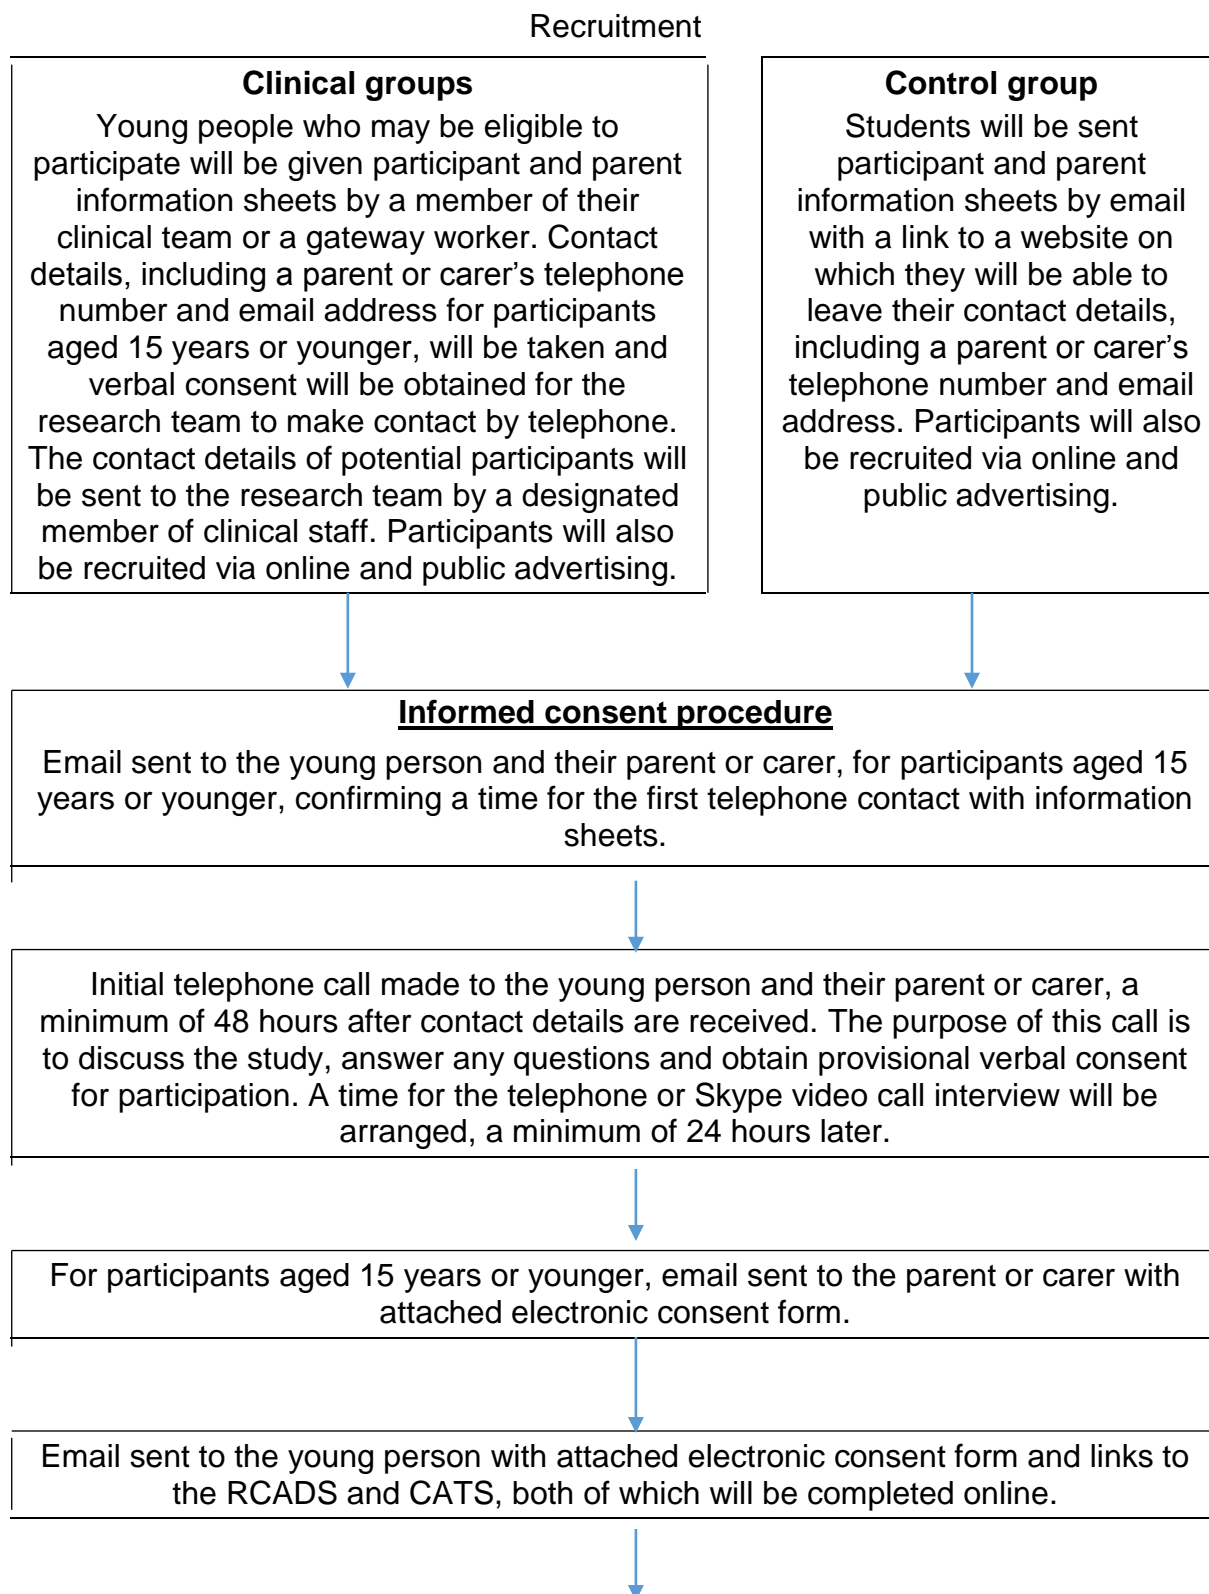 Recruitment
Clinical groups
Young people who may be eligible to
participate will be given participant and parent
information sheets by a member of their
clinical team or a gateway worker. Contact
details, including a parent or carer’s telephone
number and email address for participants
aged 15 years or younger, will be taken and
verbal consent will be obtained for the
research team to make contact by telephone.
The contact details of potential participants will
be sent to the research team by a designated
member of clinical staff. Participants will also
be recruited via online and public advertising.
Control group
Students will be sent
participant and parent
information sheets by email
with a link to a website on
which they will be able to
leave their contact details,
including a parent or carer’s
telephone number and email
address. Participants will also
be recruited via online and
public advertising.
Informed consent procedure
Email sent to the young person and their parent or carer, for participants aged 15
years or younger, confirming a time for the first telephone contact with information
sheets.
Initial telephone call made to the young person and their parent or carer, a
minimum of 48 hours after contact details are received. The purpose of this call is
to discuss the study, answer any questions and obtain provisional verbal consent
for participation. A time for the telephone or Skype video call interview will be
arranged, a minimum of 24 hours later.
For participants aged 15 years or younger, email sent to the parent or carer with
attached electronic consent form.
Email sent to the young person with attached electronic consent form and links to
the RCADS and CATS, both of which will be completed online.